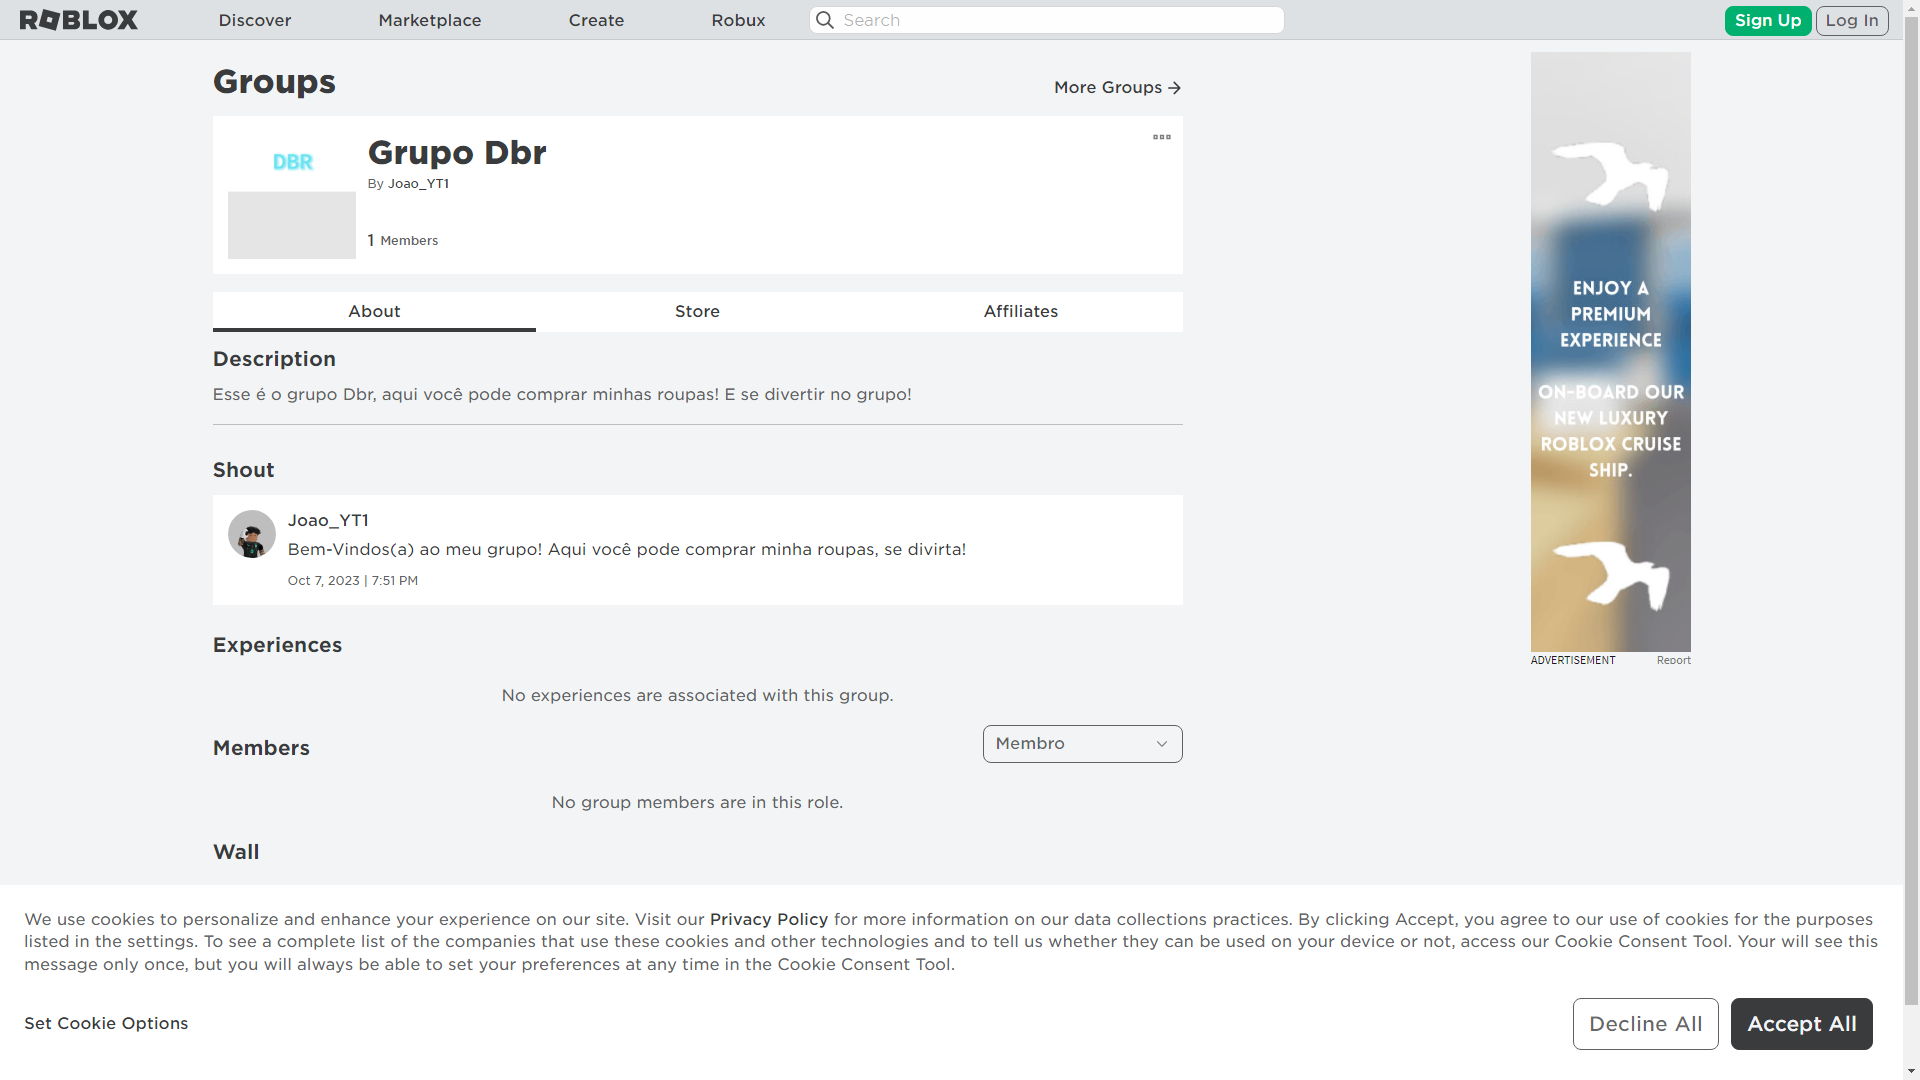 ROBLOX
Discover
Marketplace
Create
Robux
Search
Sign Up
Log In
Groups
More Groups
DBR
Grupo Dbr
By Joao_YT1
1 Members
About
Store
Affiliates
Description
Esse é o grupo Dbr, aqui você pode comprar minhas roupas! E se divertir no grupo!
Shout
Joao_YT1
Bem-Vindos(a) ao meu grupo! Aqui você pode comprar minha roupas, se divirta!
Oct 7, 2023 | 7:51 PM
Experiences
No experiences are associated with this group.
Members
Membro
No group members are in this role.
Wall
ENJOY A
PREMIUM
EXPERIENCE
ON-BOARD OUR
NEW LUXURY
ROBLOX CRUISE
SHIP.
ADVERTISEMENT
Report
We use cookies to personalize and enhance your experience on our site. Visit our Privacy Policy for more information on our data collections practices. By clicking Accept, you agree to our use of cookies for the purposes
listed in the settings. To see a complete list of the companies that use these cookies and other technologies and to tell us whether they can be used on your device or not, access our Cookie Consent Tool. Your will see this
message only once, but you will always be able to set your preferences at any time in the Cookie Consent Tool.
Set Cookie Options
Decline All
Accept All